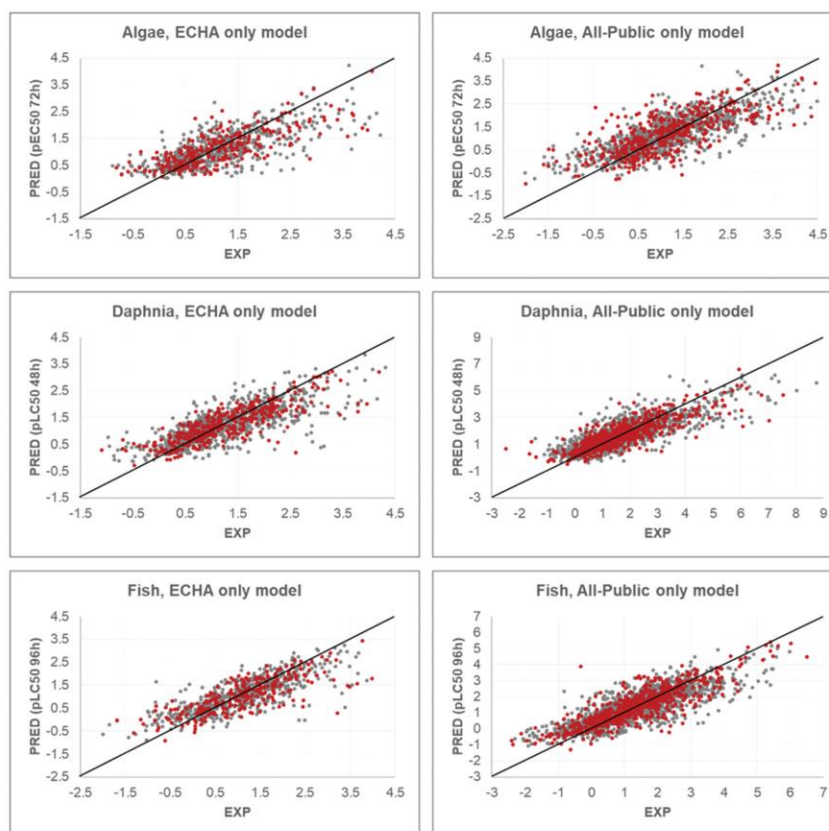 Algae, ECHA only model
4.5
3.5
2.5
1.5
0.5
-0.5
-1.5
PRED (pEC50 72h)
-1.5 -0.5 0.5 1.5 2.5 3.5 4.5
EXP
Algae, All-Public only model
4.5
3.5
2.5
1.5
0.5
-0.5
-1.5
-2.5
PRED (pEC50 72h)
-2.5 -1.5 -0.5 0.5 1.5 2.5 3.5 4.5
EXP
Daphnia, ECHA only model
4.5
3.5
2.5
1.5
0.5
-0.5
-1.5
PRED (pLC50 48h)
-1.5 -0.5 0.5 1.5 2.5 3.5 4.5
EXP
Daphnia, All-Public only model
9
7
5
3
1
-1
-3
PRED (pLC50 48h)
-3 -2 -1 0 1 2 3 4 5 6 7 8 9
EXP
Fish, ECHA only model
4.5
3.5
2.5
1.5
0.5
-0.5
-1.5
-2.5
PRED (pLC50 96h)
-2.5 -1.5 -0.5 0.5 1.5 2.5 3.5 4.5
EXP
Fish, All-Public only model
7
6
5
4
3
2
1
0
-1
-2
-3
PRED (pLC50 96h)
-3 -2 -1 0 1 2 3 4 5 6 7
EXP